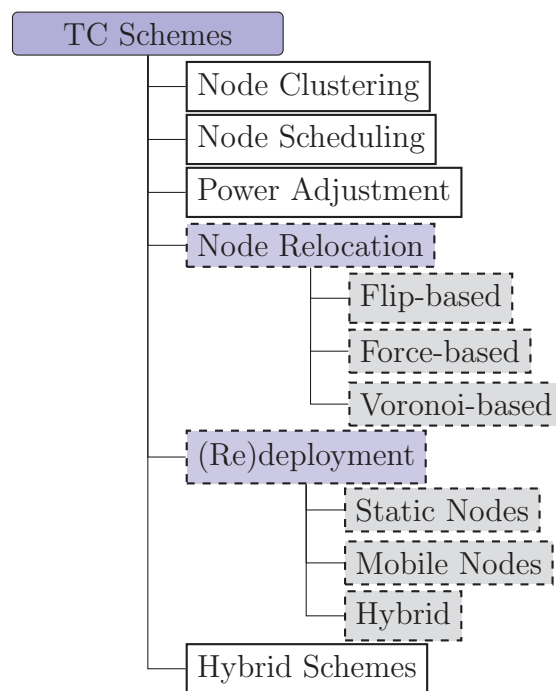 TC Schemes
Node Clustering
Node Scheduling
Power Adjustment
Node Relocation
Flip-based
Force-based
Voronoi-based
(Re)deployment
Static Nodes
Mobile Nodes
Hybrid
Hybrid Schemes